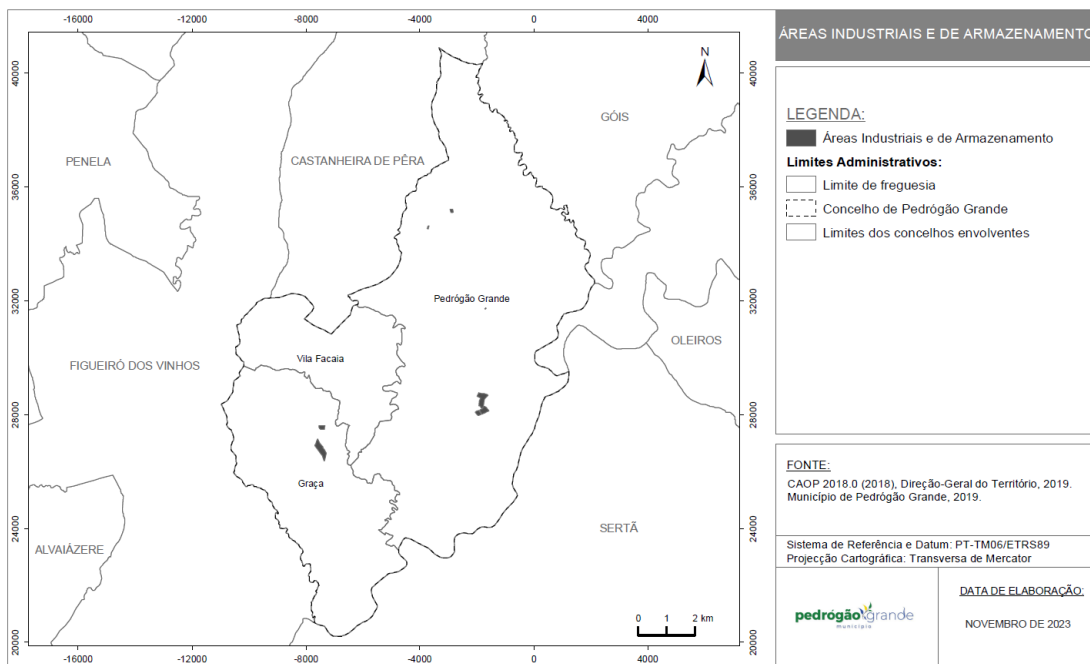 -16000 -12000 -8000 -4000 0 4000
40000 36000 32000 28000 24000 20000
N
GÓIS
PENELA
CASTANHEIRA DE PÊRA
Pedrógão Grande
OLEIROS
Vila Facaia
FIGUEIRÓ DOS VINHOS
Graça
SERTÃ
ALVAIÁZERE
0 1 2 km
40000 36000 32000 28000 24000 20000
-16000 -12000 -8000 -4000 0 4000
ÁREAS INDUSTRIAIS E DE ARMAZENAMENTO
LEGENDA:
Áreas Industriais e de Armazenamento
Limites Administrativos:
Limite de freguesia
Concelho de Pedrógão Grande
Limites dos concelhos envolventes
FONTE:
CAOP 2018.0 (2018), Direção-Geral do Território, 2019.
Município de Pedrógão Grande, 2019.
Sistema de Referência e Datum: PT-TM06/ETRS89
Projecção Cartográfica: Transversa de Mercator
pedrógão grande
município
DATA DE ELABORAÇÃO:
NOVEMBRO DE 2023